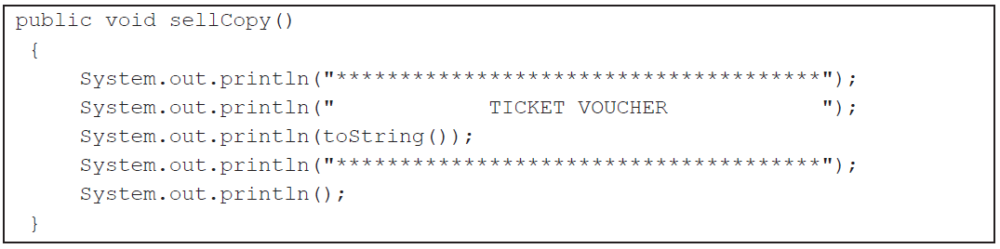 public void sellCopy()
{
System.out.println("**************************************");
System.out.println("            TICKET VOUCHER            ");
System.out.println(toString());
System.out.println("**************************************");
System.out.println();
}